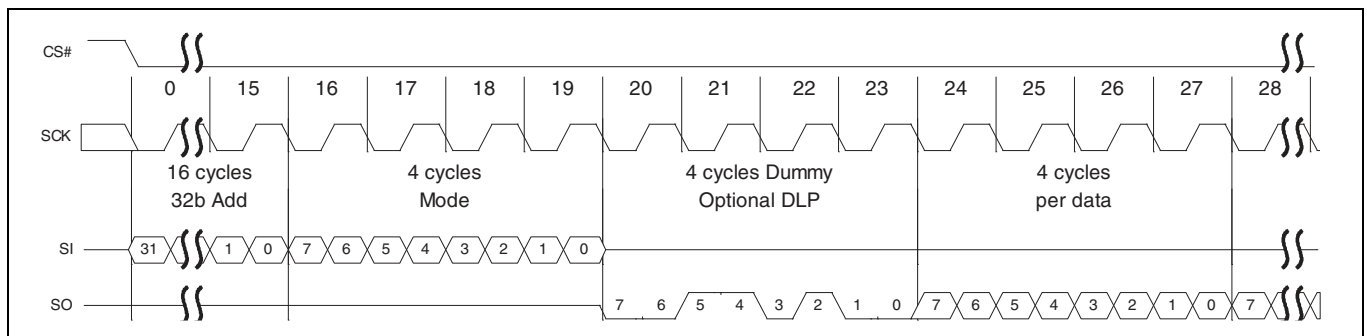 CS#
0 15 16 17 18 19 20 21 22 23 24 25 26 27 28
SCK
16 cycles 4 cycles 4 cycles Dummy 4 cycles
32b Add Mode Optional DLP per data
SI 31 1 0 7 6 5 4 3 2 1 0
SO 7 6 5 4 3 2 1 0 7 6 5 4 3 2 1 0 7